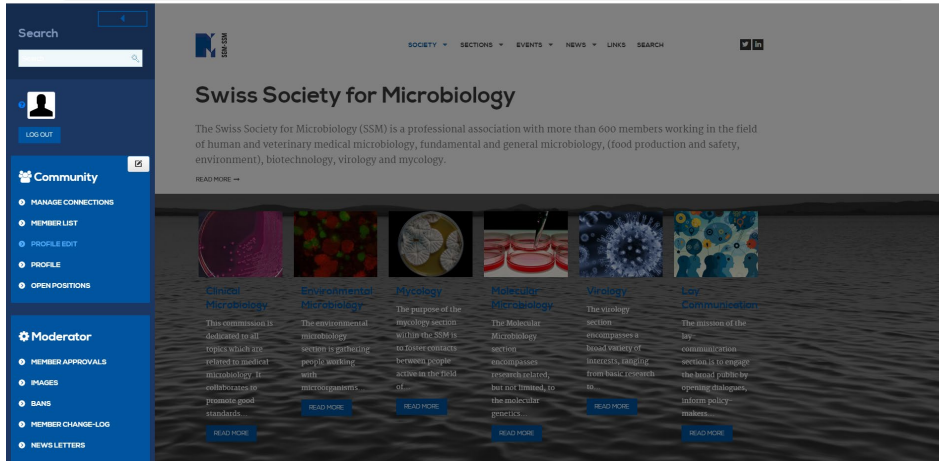 Search
LOG OUT
Community
MANAGE CONNECTIONS
MEMBER LIST
PROFILE EDIT
PROFILE
OPEN POSITIONS
Moderator
MEMBER APPROVALS
IMAGES
BANS
MEMBER CHANGE-LOG
NEWS LETTERS
SSM-SSM
SOCIETY SECTIONS EVENTS NEWS LINKS SEARCH
Swiss Society for Microbiology
The Swiss Society for Microbiology (SSM) is a professional association with more than 600 members working in the field
of human and veterinary medical microbiology, fundamental and general microbiology, (food production and safety,
environment), biotechnology, virology and mycology.
READ MORE →
Clinical
Microbiology
This commission is
dedicated to all
topics which are
related to medical
microbiology. It
collaborates to
promote good
standards.
READ MORE
Environmental
Microbiology
The environmental
microbiology
section is gathering
people working
with
microorganisms.
READ MORE
Mycology
The purpose of the
mycology section
within the SSM is
to foster contacts
between people
active in the field
of
READ MORE
Molecular
Microbiology
The Molecular
Microbiology
section
encompasses
research related,
but not limited, to
the molecular
genetics
READ MORE
Virology
The virology
section
encompasses a
broad variety of
interests, ranging
from basic research
to
READ MORE
Lay
Communication
The mission of the
lay-
communication
section is to engage
the broad public by
opening dialogues,
inform policy-
makers
READ MORE